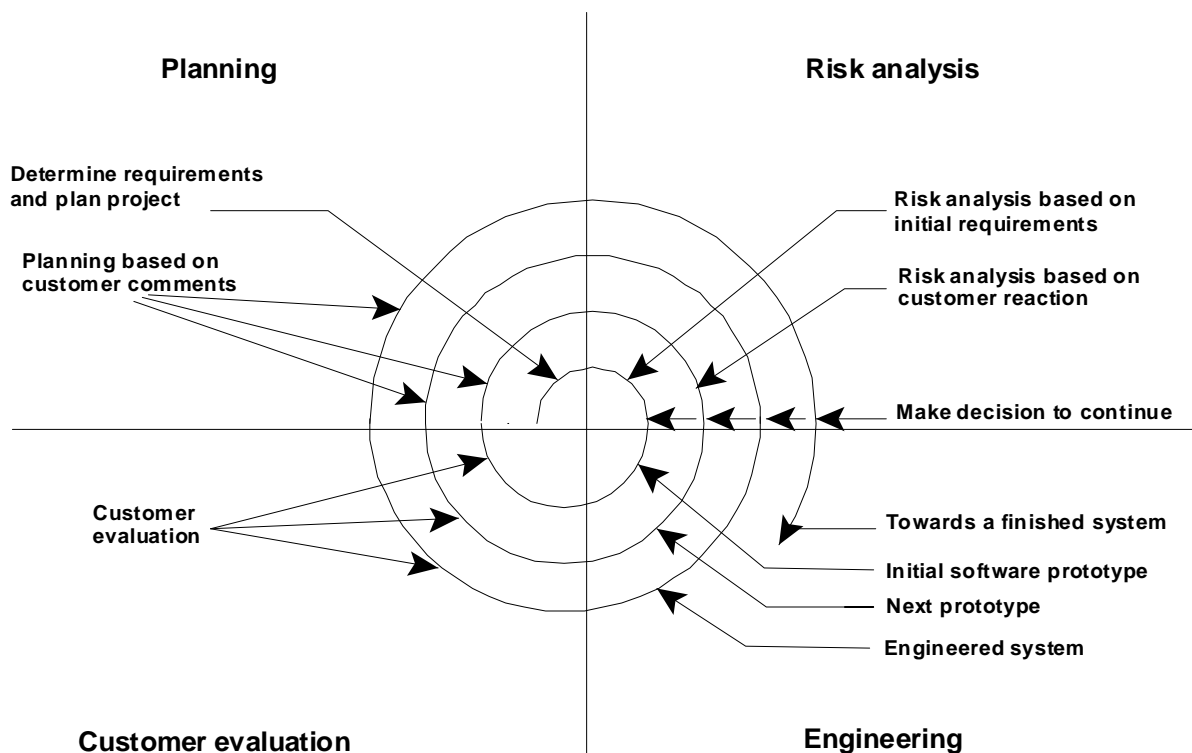 Planning
Risk analysis
Determine requirements
and plan project
Planning based on
customer comments
Risk analysis based on
initial requirements
Risk analysis based on
customer reaction
Make decision to continue
Customer
evaluation
Towards a finished system
Initial software prototype
Next prototype
Engineered system
Customer evaluation
Engineering